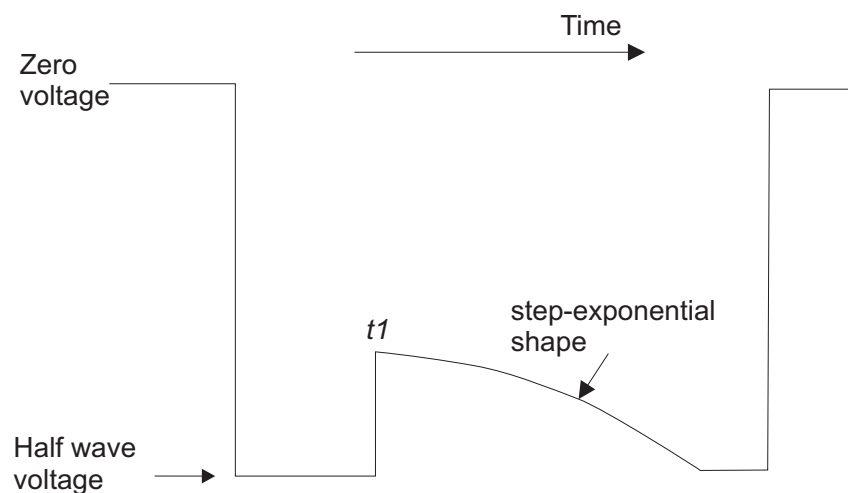 Time
Zero
voltage
t1
step-exponential
shape
Half wave
voltage